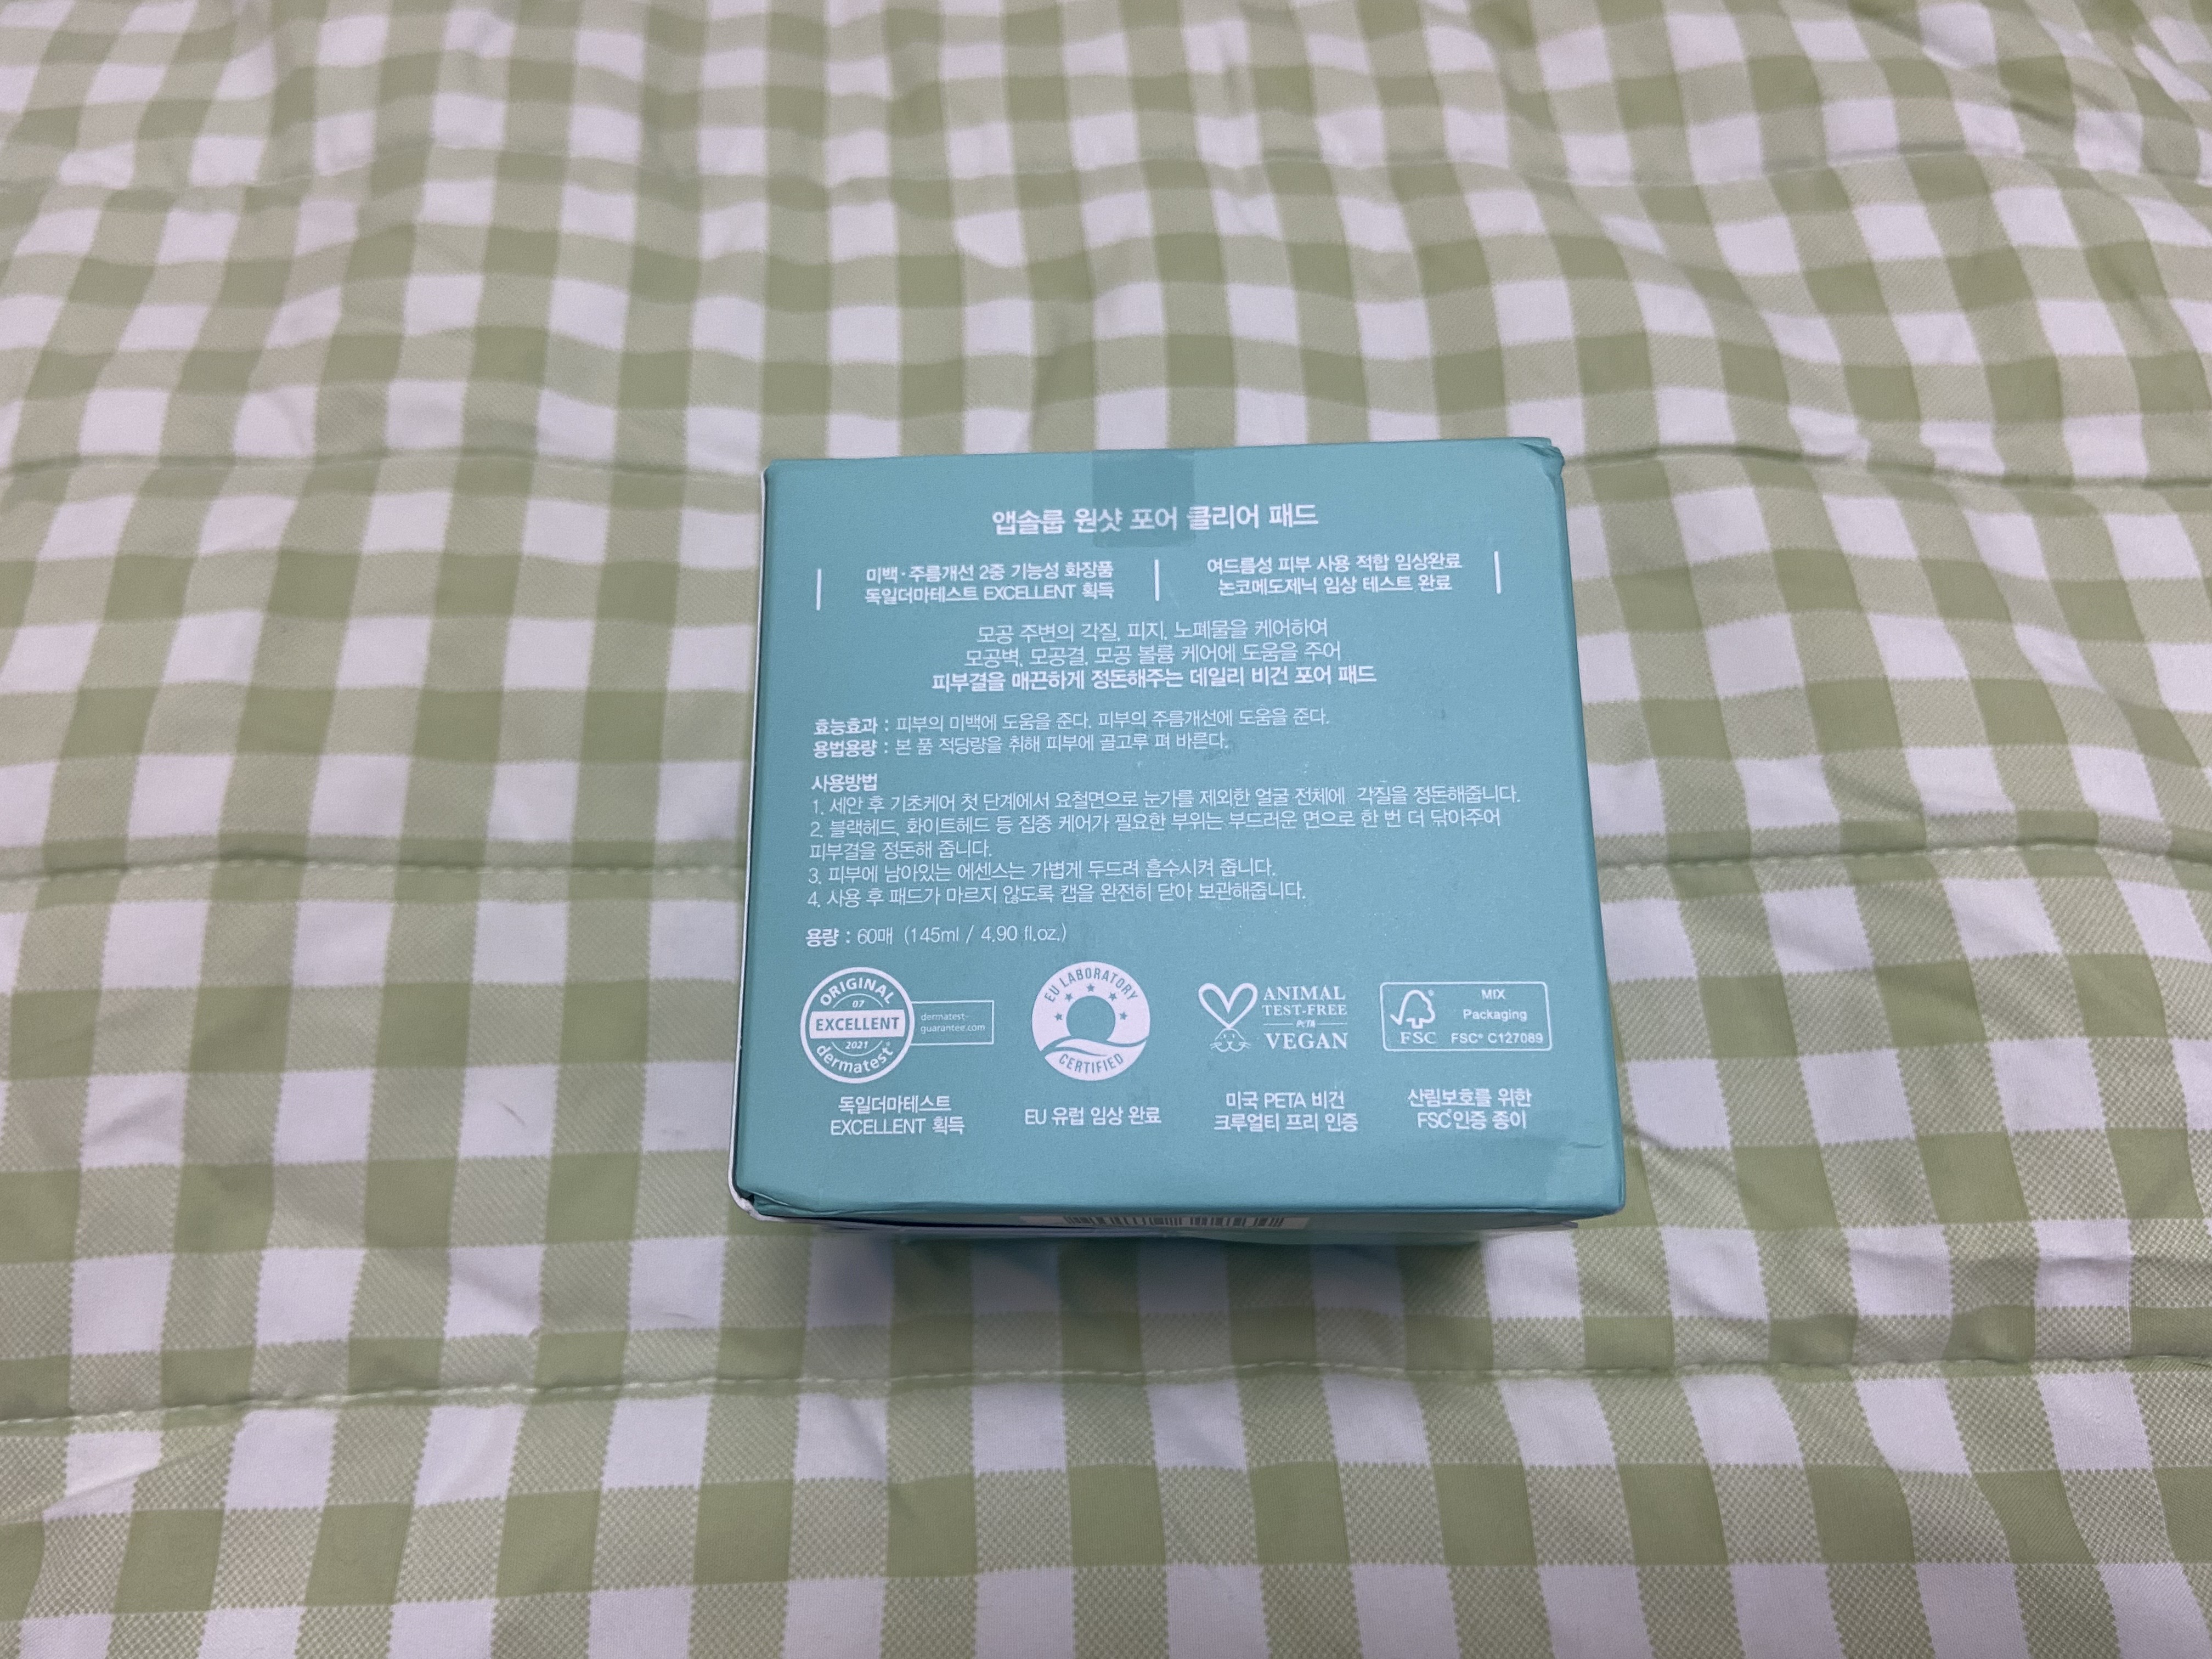 앱솔룹 원샷 포어 클리어 패드
미백·주름개선 2중 기능성 화장품
독일더마테스트 EXCELLENT 획득
여드름성 피부 사용 적합 임상완료
논코메도제닉 임상 테스트 완료
모공 주변의 각질, 피지, 노폐물을 케어하여
모공벽, 모공결, 모공 볼륨 케어에 도움을 주어
피부결을 매끈하게 정돈해주는 데일리 비건 포어 패드
효능효과 : 피부의 미백에 도움을 준다. 피부의 주름개선에 도움을 준다.
용법용량 : 본 품 적당량을 취해 피부에 골고루 펴 바른다.
사용방법
1. 세안 후 기초케어 첫 단계에서 요철면으로 눈가를 제외한 얼굴 전체에 각질을 정돈해줍니다.
2. 블랙헤드, 화이트헤드 등 집중 케어가 필요한 부위는 부드러운 면으로 한 번 더 닦아주어
피부결을 정돈해 줍니다.
3. 피부에 남아있는 에센스는 가볍게 두드려 흡수시켜 줍니다.
4. 사용 후 패드가 마르지 않도록 캡을 완전히 닫아 보관해줍니다.
용량 : 60매 (145ml / 4.90 fl.oz.)
ORIGINAL
07
EXCELLENT
2021
dermatest®
dermatest-
guarantee.com
EU LABORATORY
CERTIFIED
ANIMAL
TEST-FREE
PETA
VEGAN
FSC
MIX
Packaging
FSC® C127089
독일더마테스트
EXCELLENT 획득
EU 유럽 임상 완료
미국 PETA 비건
크루얼티 프리 인증
산림보호를 위한
FSC®인증 종이